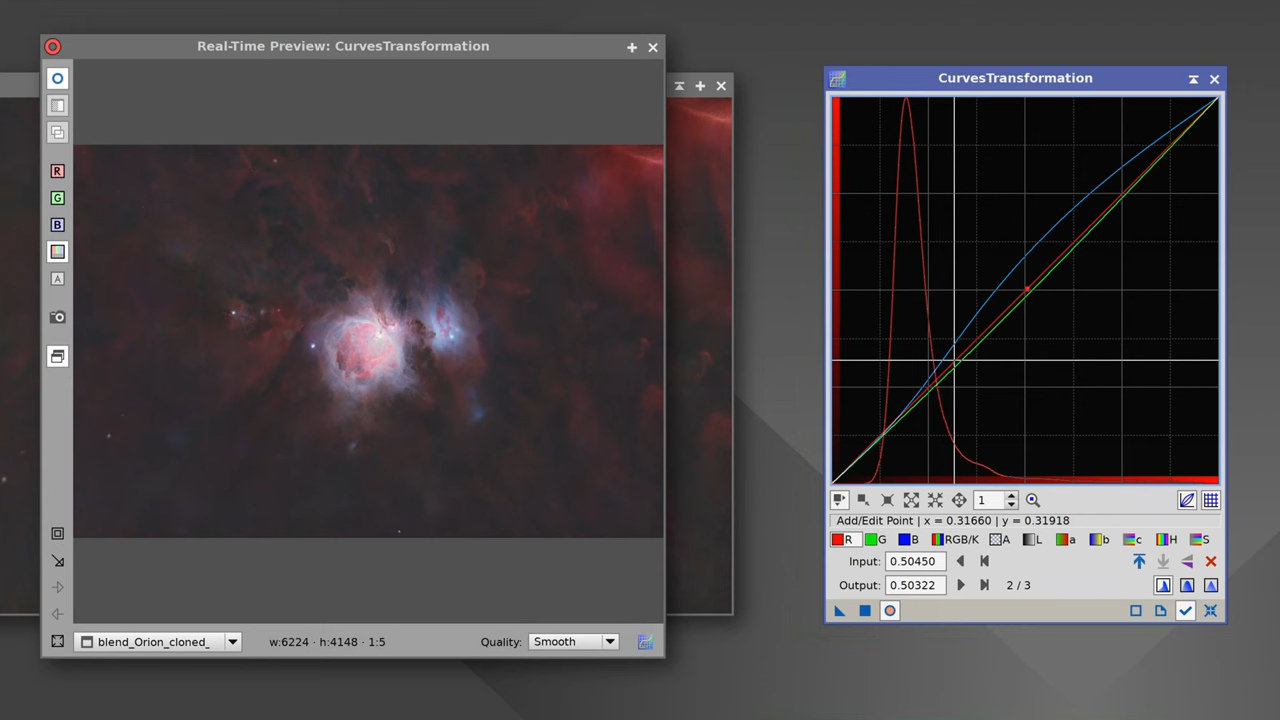 Real-Time Preview: CurvesTransformation
R
G
B
A
blend_Orion_cloned_
w:6224 · h:4148 · 1:5
Quality:
Smooth
CurvesTransformation
1
Add/Edit Point | x = 0.31660 | y = 0.31918
R G B RGB/K A L a b c H S
Input: 0.50450
Output: 0.50322
2 / 3